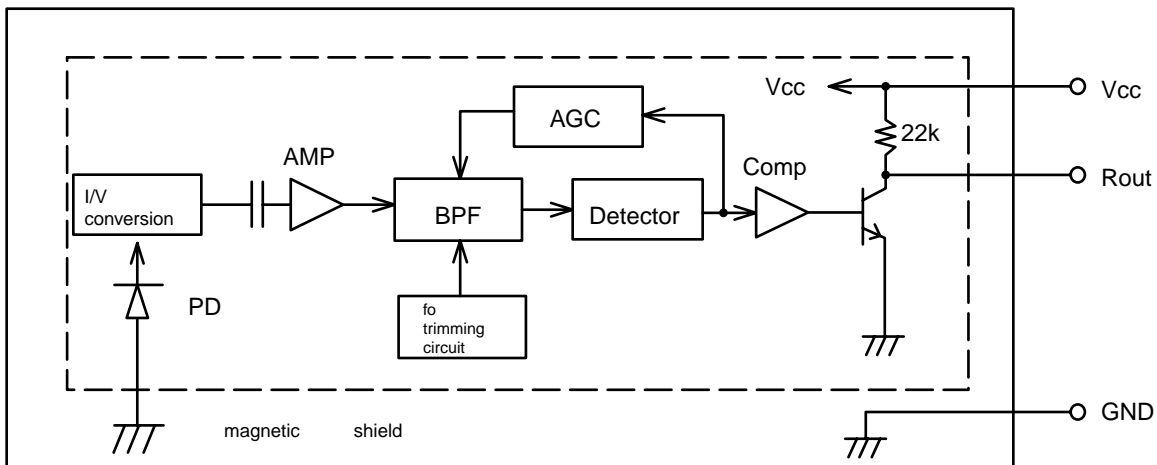 Vcc
Vcc
AGC
22k
AMP
Comp
I/V
conversion
BPF
Detector
Rout
PD
fo
trimming
circuit
GND
magnetic shield